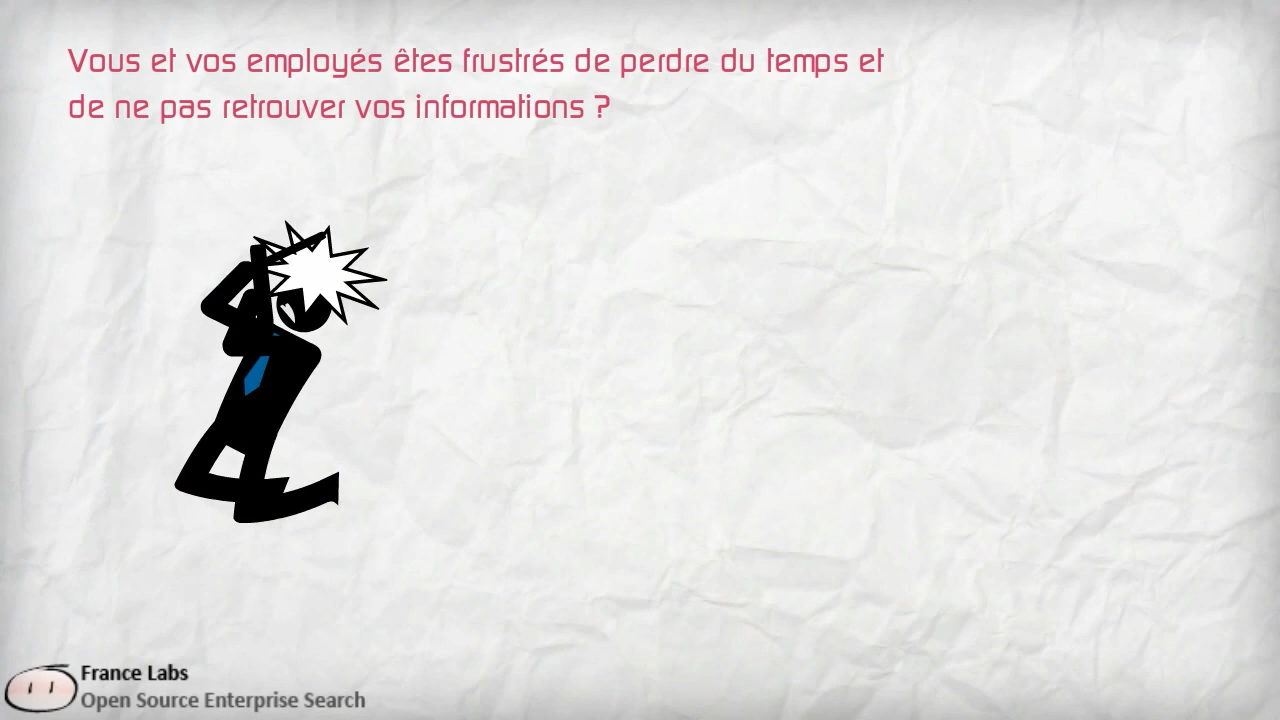 Vous et vos employés êtes frustrés de perdre du temps et
de ne pas retrouver vos informations ?
France Labs
Open Source Enterprise Search